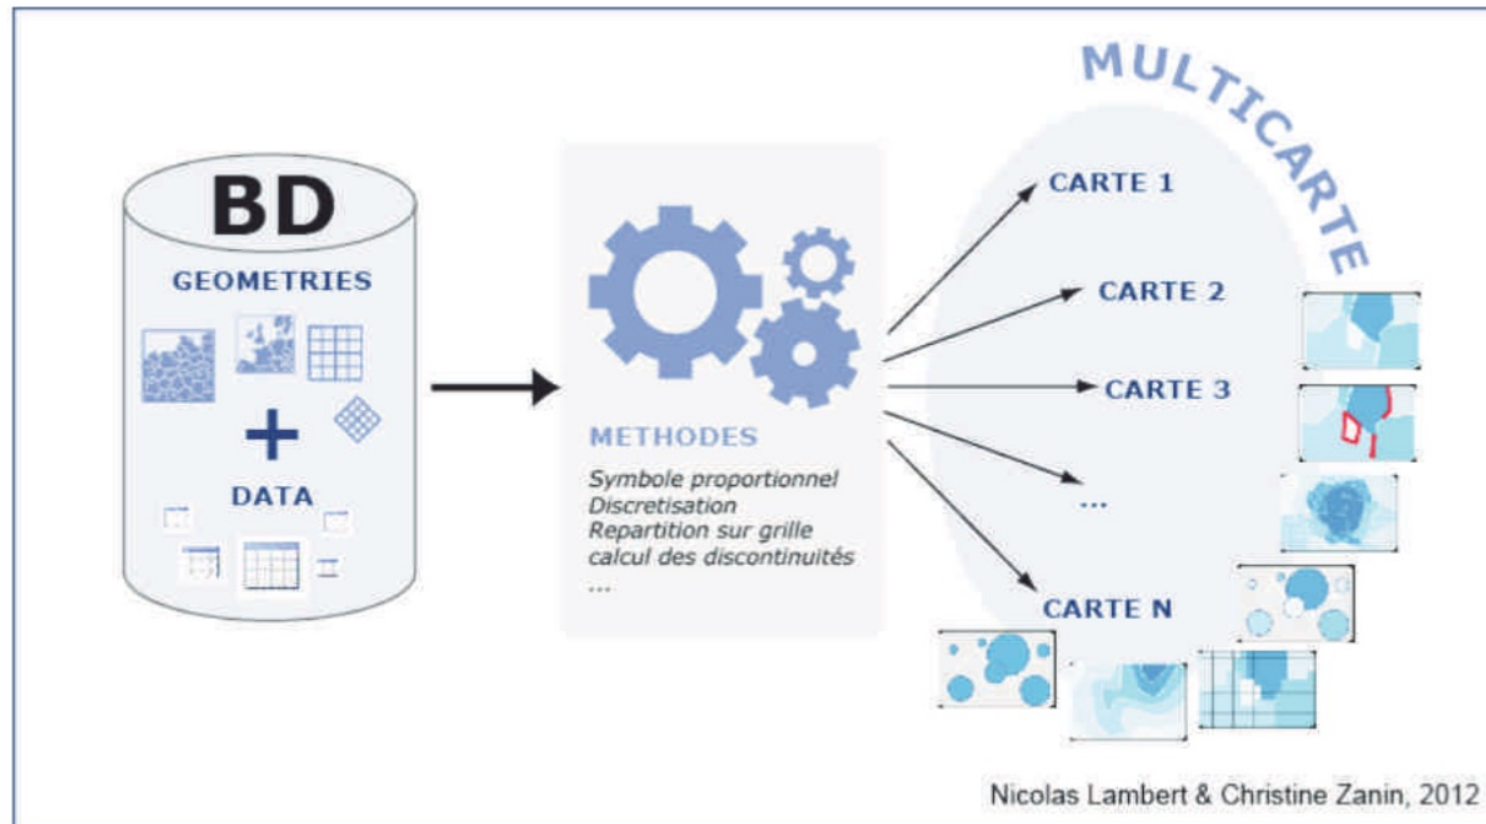 BD
GEOMETRIES
DATA
METHODES
Symbole proportionnel
Discretisation
Repartition sur grille
calcul des discontinuités
...
MULTICARTE
CARTE 1
CARTE 2
CARTE 3
...
CARTE N
Nicolas Lambert & Christine Zanin, 2012